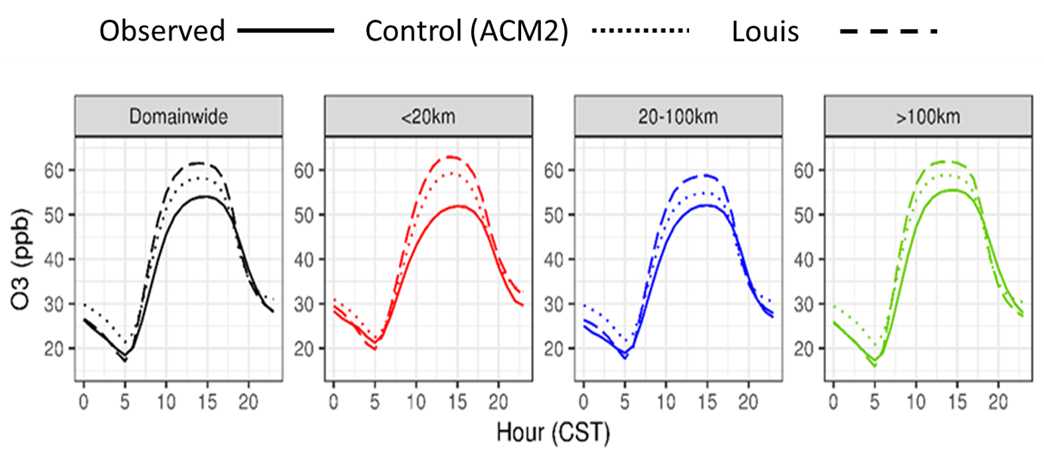 Observed Control (ACM2) Louis
Domainwide <20km 20-100km >100km
O3 (ppb)
60 60 60 60
50 50 50 50
40 40 40 40
30 30 30 30
20 20 20 20
0 5 10 15 20 0 5 10 15 20 0 5 10 15 20 0 5 10 15 20
Hour (CST)